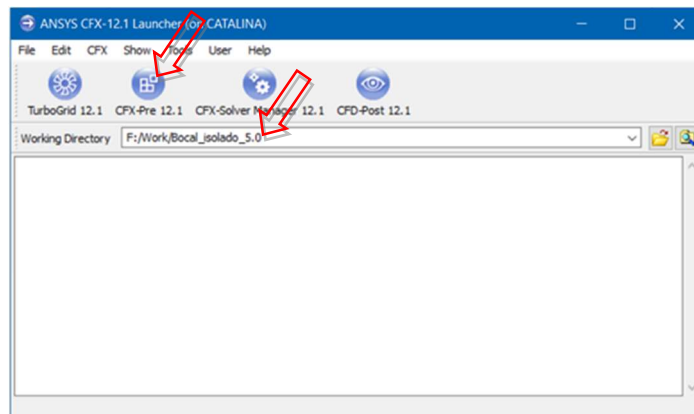 ANSYS CFX-12.1 Launcher (on CATALINA)
File Edit CFX Show Tools User Help
TurboGrid 12.1 CFX-Pre 12.1 CFX-Solver Manager 12.1 CFD-Post 12.1
Working Directory F:/Work/Bocal_isolado_5.0